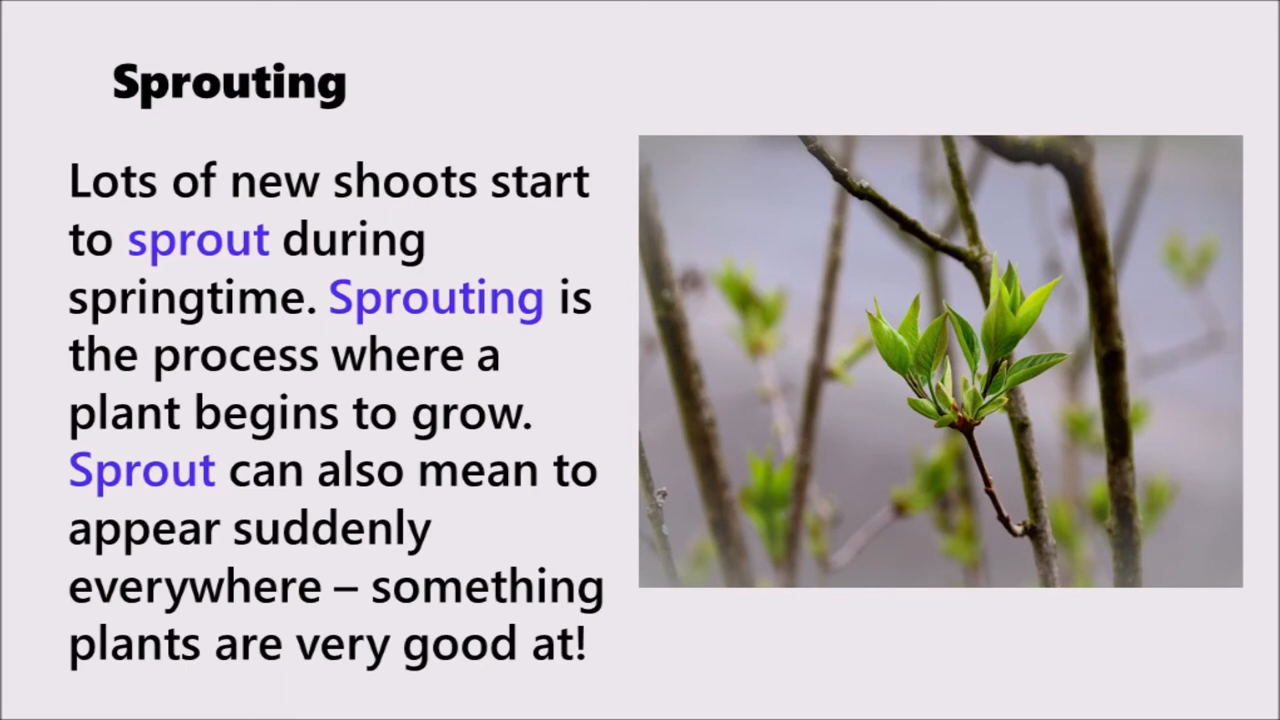 Sprouting
Lots of new shoots start
to sprout during
springtime. Sprouting is
the process where a
plant begins to grow.
Sprout can also mean to
appear suddenly
everywhere – something
plants are very good at!